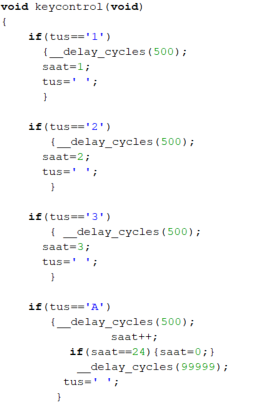 void keycontrol(void)
{
    if(tus=='1')
      {__delay_cycles(500);
      saat=1;
      tus=' ';
      }

    if(tus=='2')
       {__delay_cycles(500);
      saat=2;
      tus=' ';
       }

    if(tus=='3')
       { __delay_cycles(500);
      saat=3;
      tus=' ';
       }

    if(tus=='A')
       {__delay_cycles(500);
                saat++;
          if(saat==24){saat=0;}
           __delay_cycles(99999);
         tus=' ';
        }